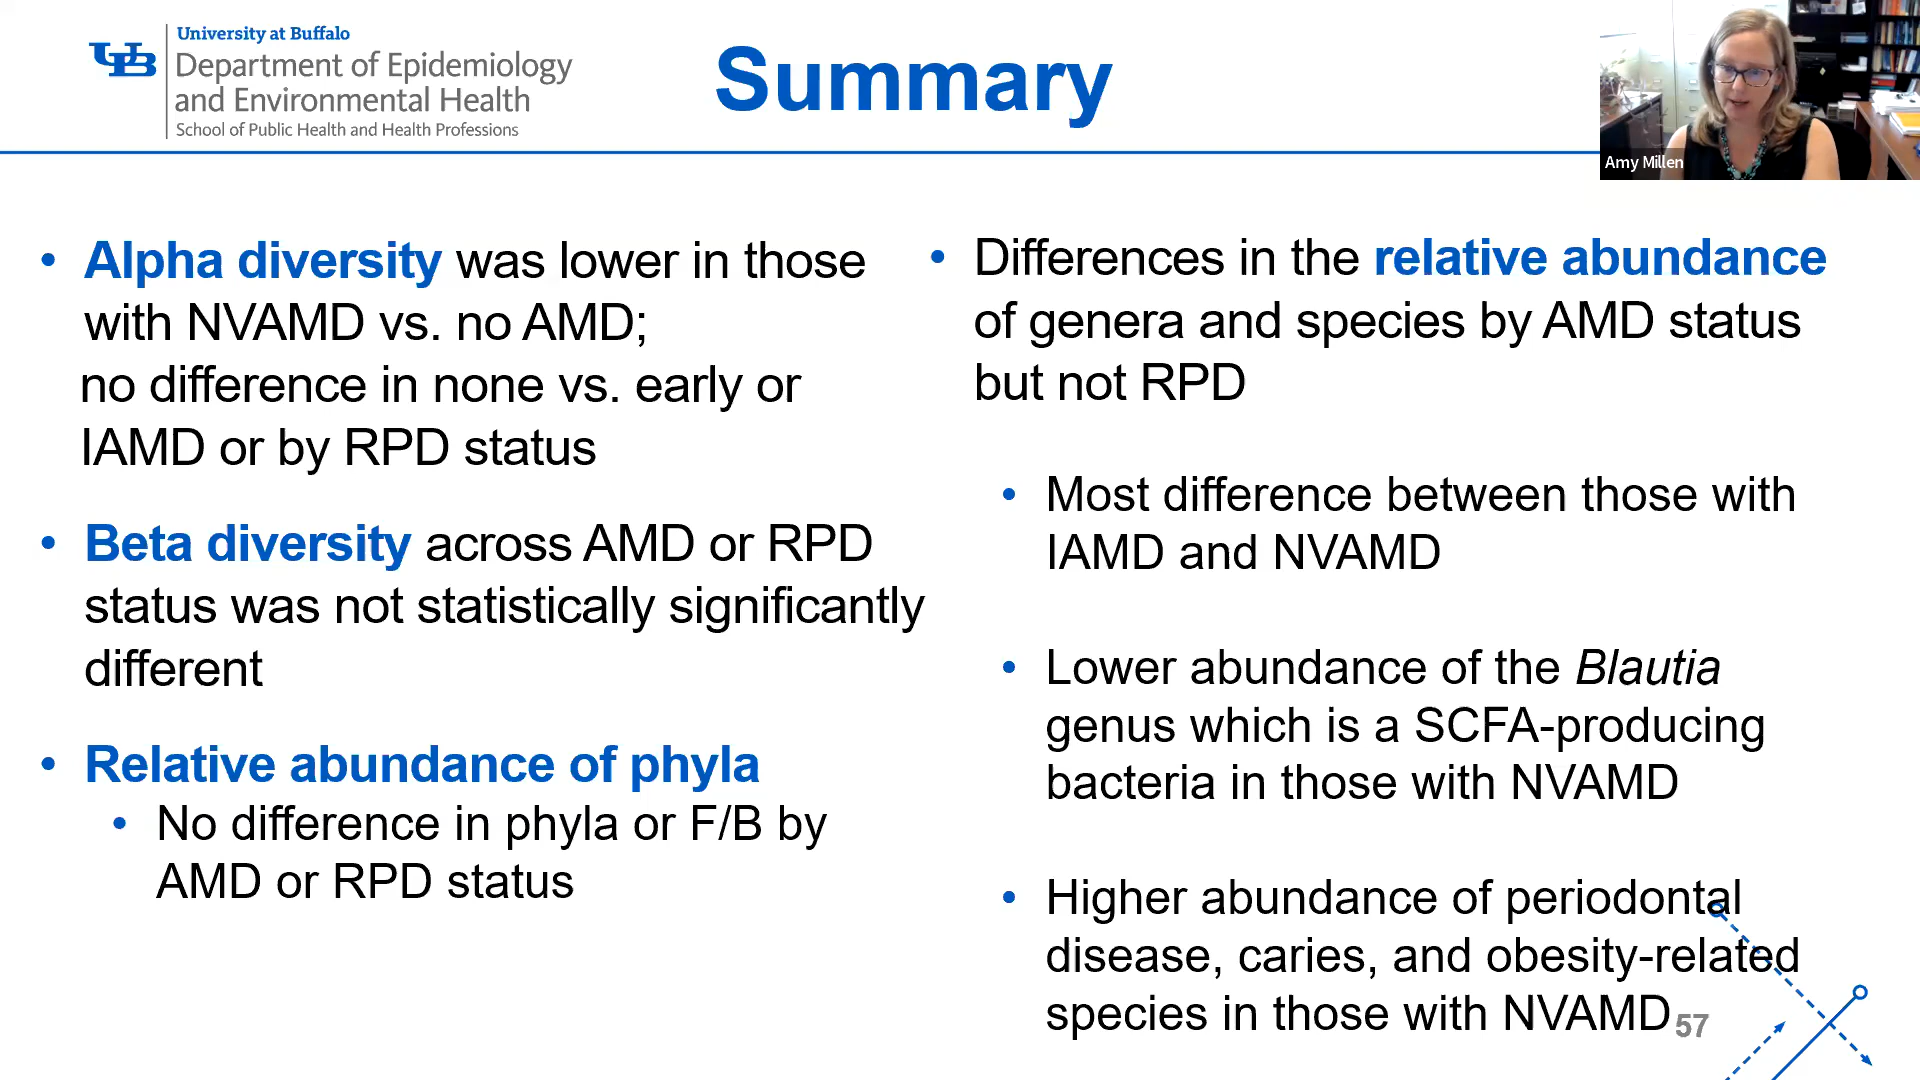 University at Buffalo
Department of Epidemiology
and Environmental Health
School of Public Health and Health Professions
Summary
Amy Millen
• Alpha diversity was lower in those
with NVAMD vs. no AMD;
no difference in none vs. early or
IAMD or by RPD status
• Beta diversity across AMD or RPD
status was not statistically significantly
different
• Relative abundance of phyla
• No difference in phyla or F/B by
AMD or RPD status
• Differences in the relative abundance
of genera and species by AMD status
but not RPD
• Most difference between those with
IAMD and NVAMD
• Lower abundance of the Blautia
genus which is a SCFA-producing
bacteria in those with NVAMD
• Higher abundance of periodontal
disease, caries, and obesity-related
species in those with NVAMD
57